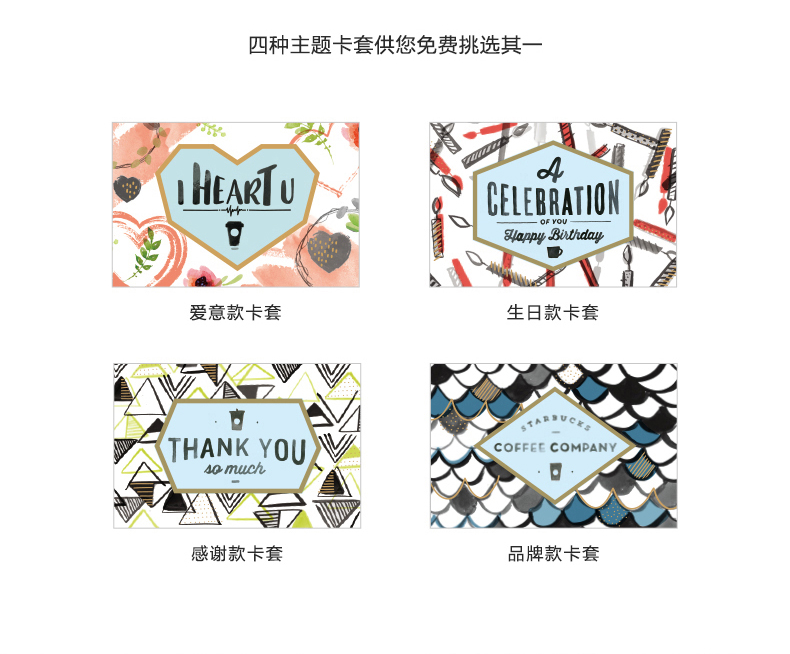 四种主题卡套供您免费挑选其一
I HEART U
爱意款卡套
A
CELEBRATION
OF YOU
Happy Birthday
生日款卡套
THANK YOU
so much
感谢款卡套
STARBUCKS
COFFEE COMPANY
品牌款卡套